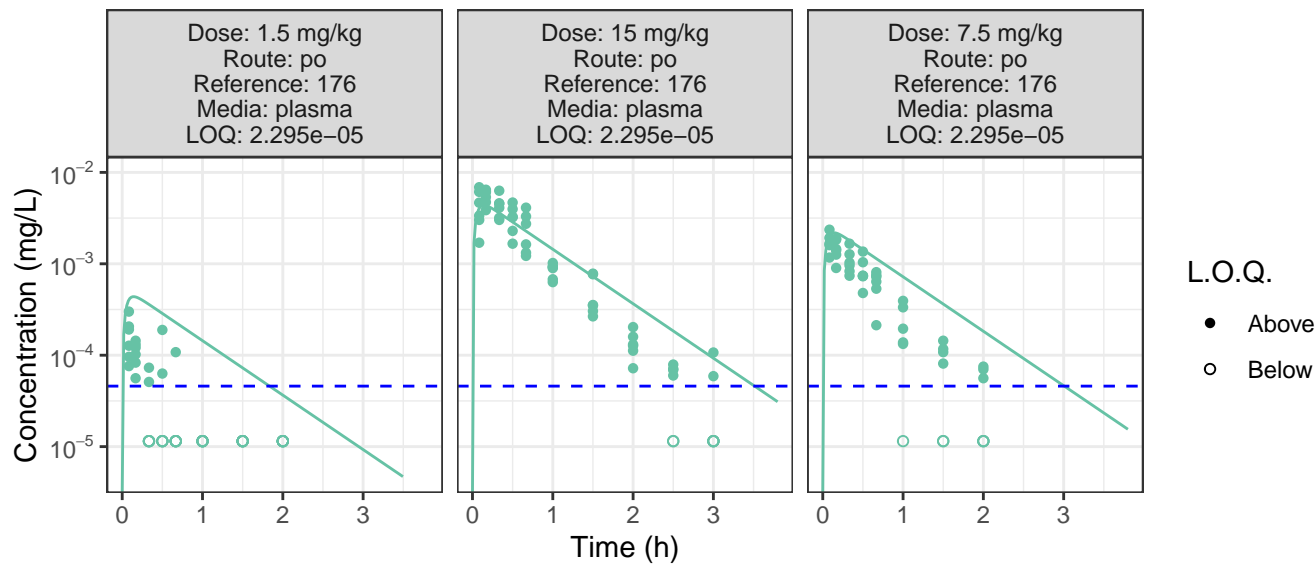 Dose: 1.5 mg/kg
Route: po
Reference: 176
Media: plasma
LOQ: 2.295e−05
Dose: 15 mg/kg
Route: po
Reference: 176
Media: plasma
LOQ: 2.295e−05
Dose: 7.5 mg/kg
Route: po
Reference: 176
Media: plasma
LOQ: 2.295e−05
Concentration (mg/L)
10⁻²
10⁻³
10⁻⁴
10⁻⁵
0 1 2 3
0 1 2 3
0 1 2 3
Time (h)
L.O.Q.
Above
Below